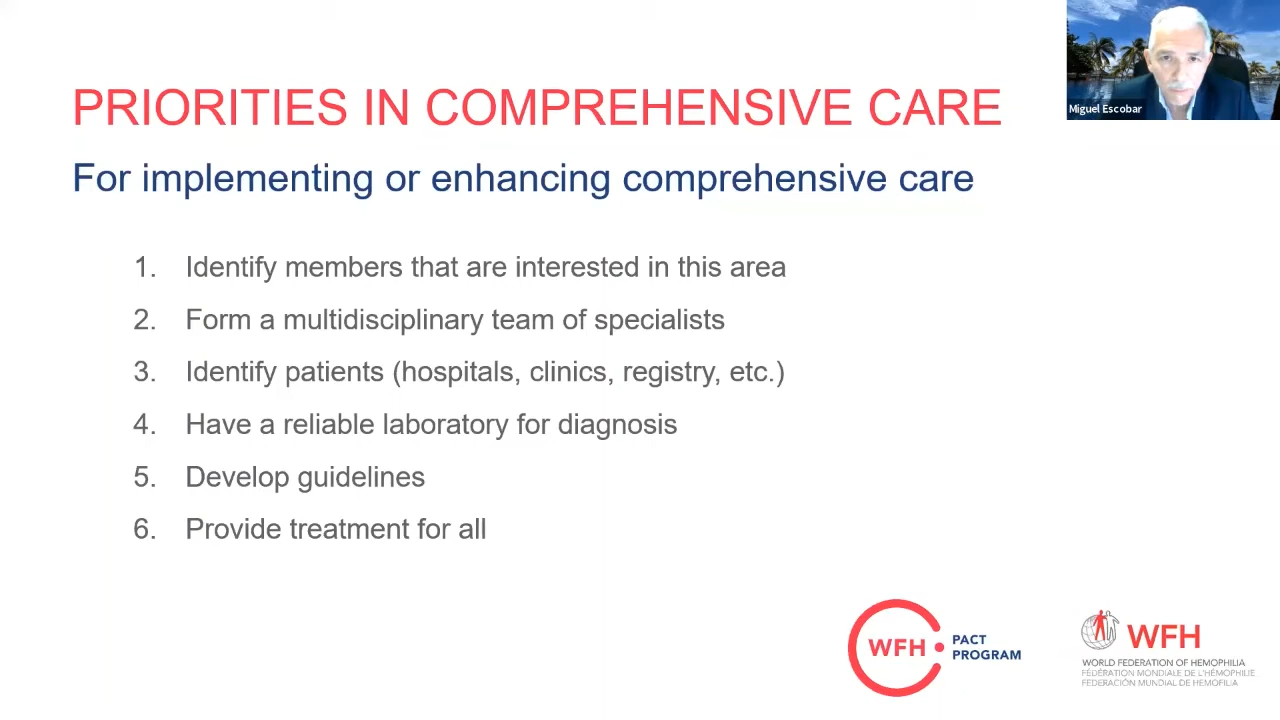 PRIORITIES IN COMPREHENSIVE CARE
Miguel Escobar
For implementing or enhancing comprehensive care
1. Identify members that are interested in this area
2. Form a multidisciplinary team of specialists
3. Identify patients (hospitals, clinics, registry, etc.)
4. Have a reliable laboratory for diagnosis
5. Develop guidelines
6. Provide treatment for all
WFH
PACT
PROGRAM
WFH
WORLD FEDERATION OF HEMOPHILIA
FÉDÉRATION MONDIALE DE L'HÉMOPHILIE
FEDERACIÓN MUNDIAL DE HEMOFILIA